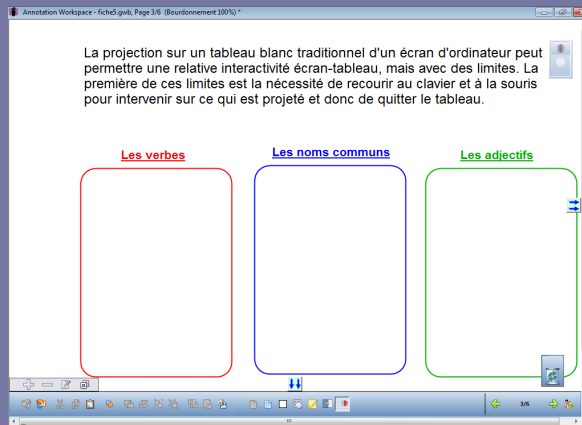 Annotation Workspace - fiche5.gwb, Page 3/6 (Bourdonnement 100%) *
La projection sur un tableau blanc traditionnel d'un écran d'ordinateur peut
permettre une relative interactivité écran-tableau, mais avec des limites. La
première de ces limites est la nécessité de recourir au clavier et à la souris
pour intervenir sur ce qui est projeté et donc de quitter le tableau.
Les verbes
Les noms communs
Les adjectifs
3/6